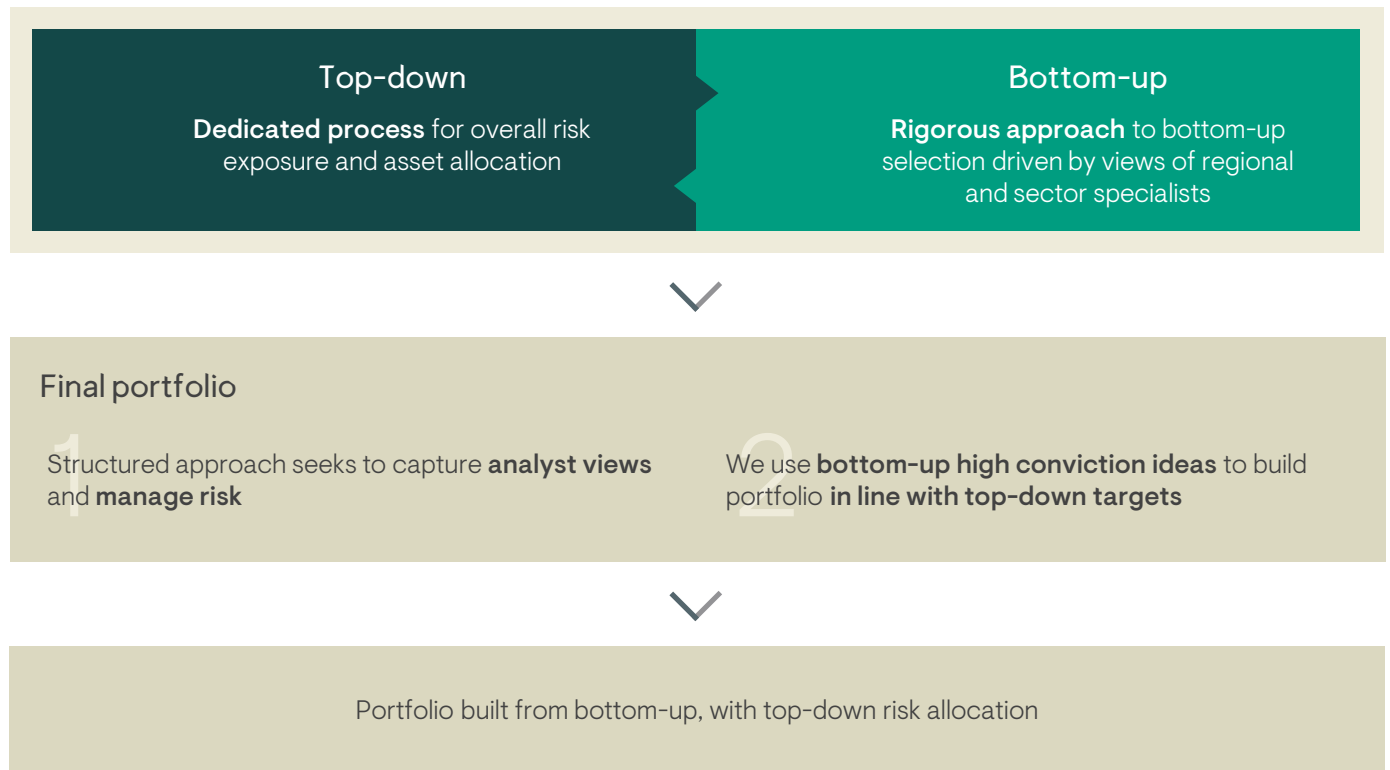 Top-down
Dedicated process for overall risk
exposure and asset allocation
Bottom-up
Rigorous approach to bottom-up
selection driven by views of regional
and sector specialists
Final portfolio
1
Structured approach seeks to capture analyst views
and manage risk
2
We use bottom-up high conviction ideas to build
portfolio in line with top-down targets
Portfolio built from bottom-up, with top-down risk allocation